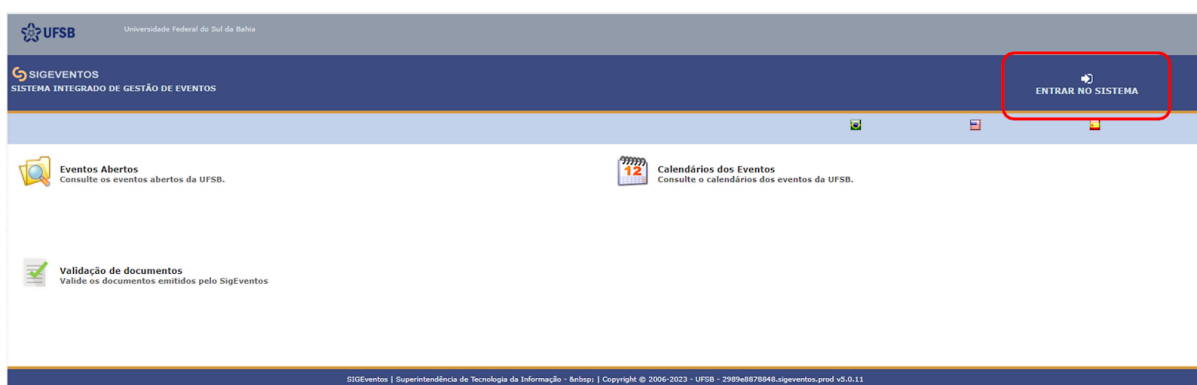 UFSB
Universidade Federal do Sul da Bahia
SIGEVENTOS
SISTEMA INTEGRADO DE GESTÃO DE EVENTOS
ENTRAR NO SISTEMA
Eventos Abertos
Consulte os eventos abertos da UFSB.
12
Calendários dos Eventos
Consulte o calendários dos eventos da UFSB.
Validação de documentos
Valide os documentos emitidos pelo SigEventos
SIGEventos | Superintendência de Tecnologia da Informação - &nbsp; | Copyright © 2006-2023 - UFSB - 2989e8878848.sigeventos.prod v5.0.11